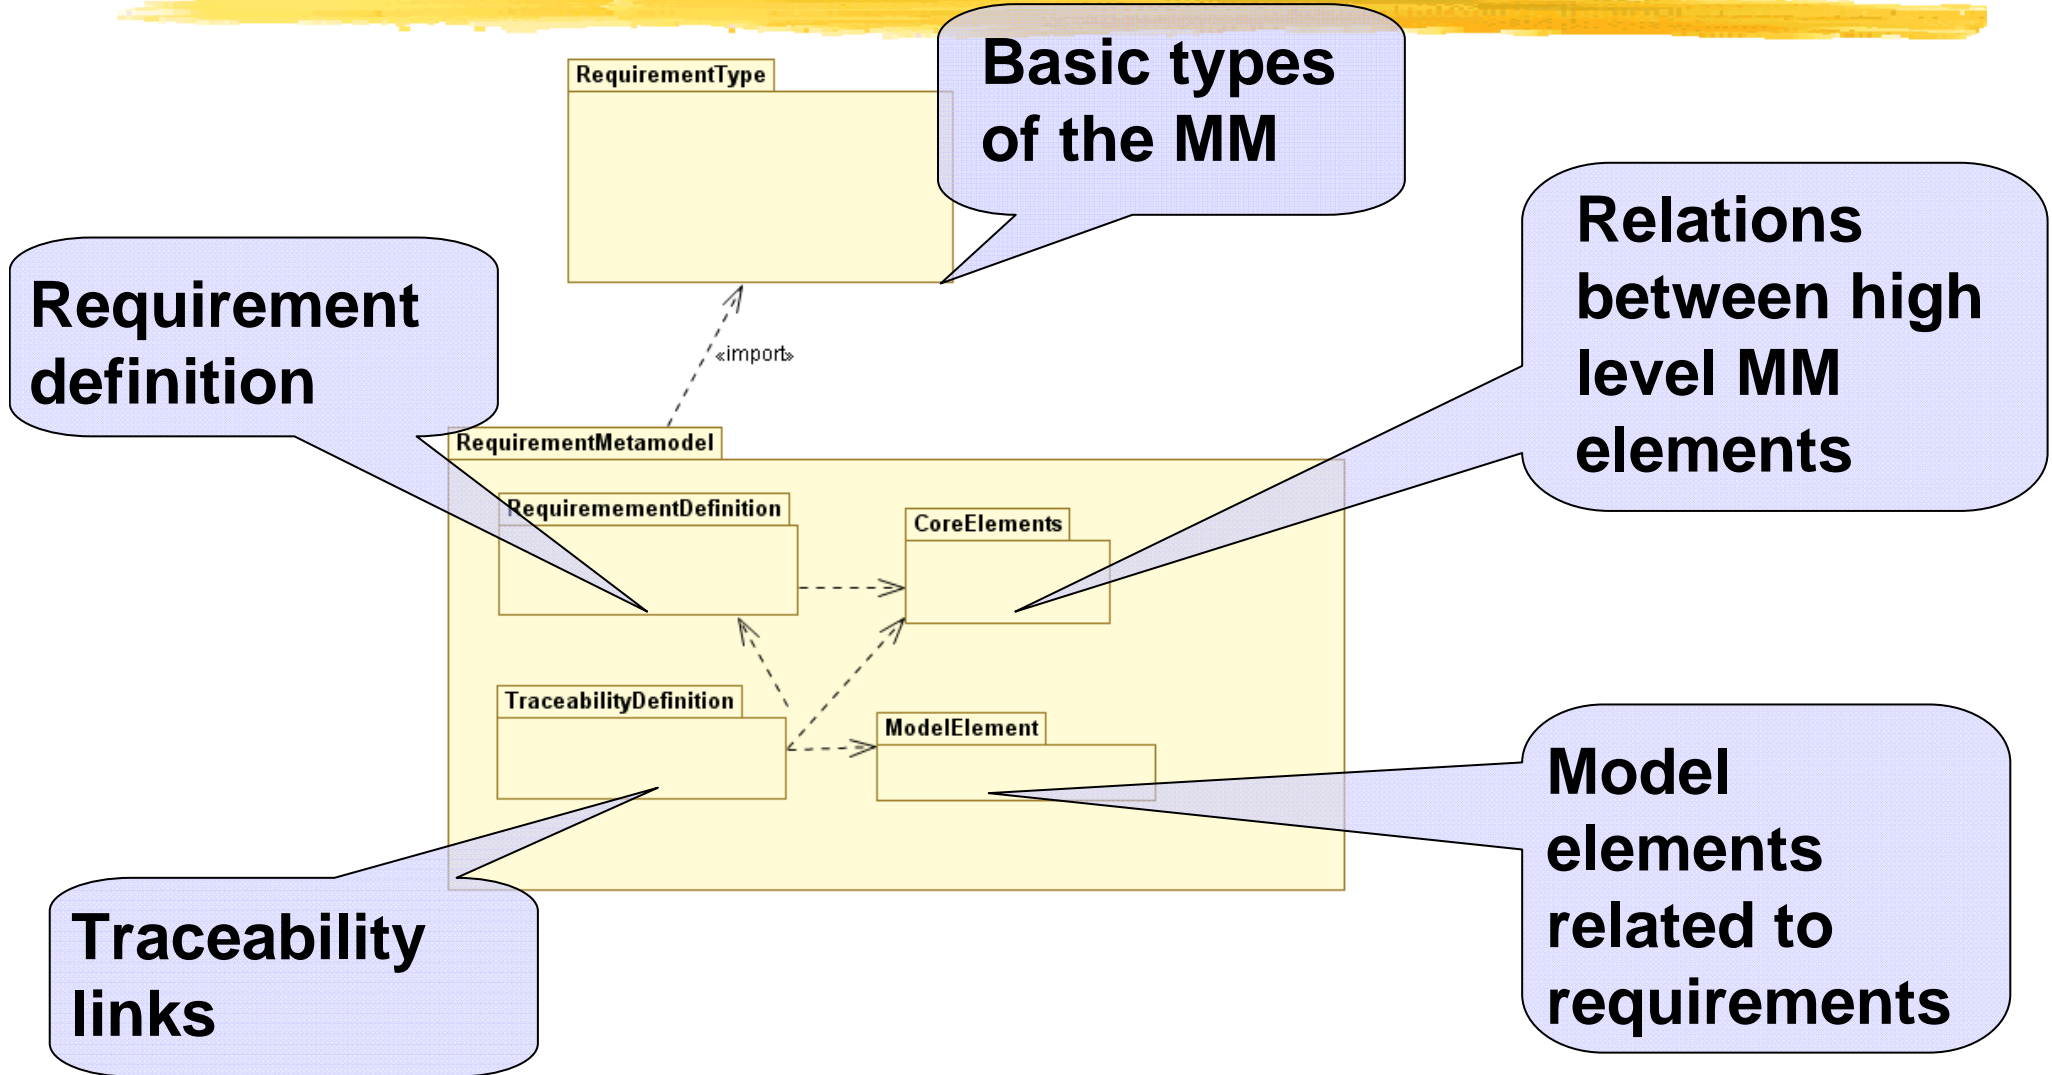 Basic types
of the MM
RequirementType
Relations
between high
level MM
elements
Requirement
definition
«import»
RequirementMetamodel
RequiremementDefinition
CoreElements
TraceabilityDefinition
ModelElement
Model
elements
related to
requirements
Traceability
links